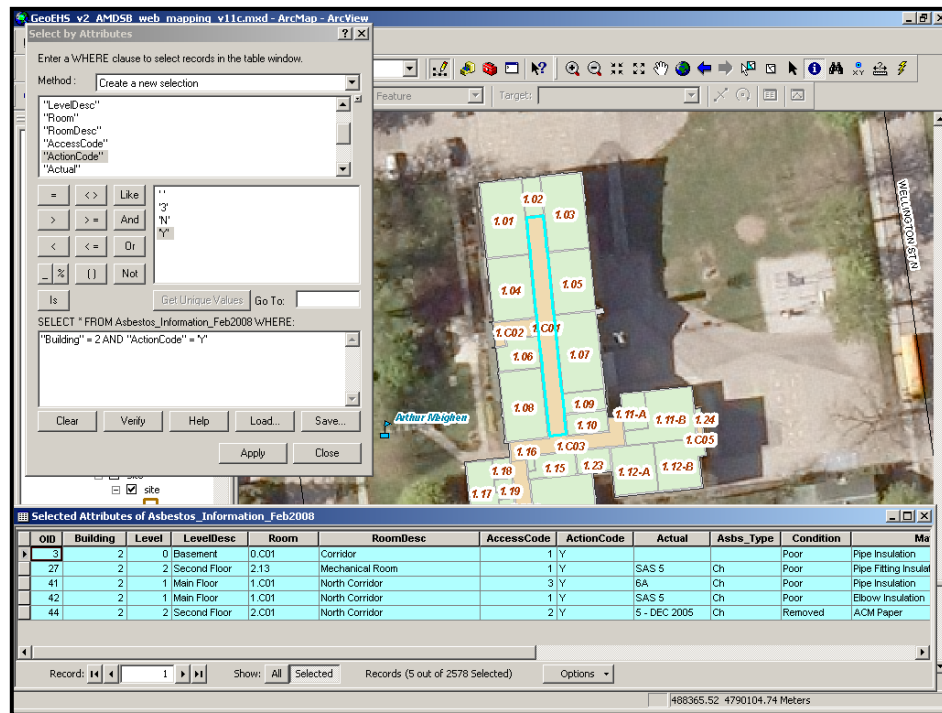 GeoEHS_v2_AMDSB_web_mapping_v11c.mxd - ArcMap - ArcView
Select by Attributes
Enter a WHERE clause to select records in the table window.
Method : Create a new selection
"LevelDesc"
"Room"
"RoomDesc"
"AccessCode"
"ActionCode"
"Actual"
= <> Like
> >= And
< <= Or
_ % () Not
Is
' '
'3'
'N'
'Y'
Get Unique Values Go To:
SELECT * FROM Asbestos_Information_Feb2008 WHERE:
"Building" = 2 AND "ActionCode" = 'Y'
Clear Verify Help Load... Save...
Apply Close
Feature Target:
site
1.02
1.01 1.03
1.04 1.05
1.C02 1.C01
1.06 1.07
1.08 1.09
1.10
1.11-A 1.11-B 1.24
1.C05
1.C03
1.16
1.18 1.15 1.23 1.12-A 1.12-B
1.17 1.19
Arthur Meighen
WELLINGTON ST N
Selected Attributes of Asbestos_Information_Feb2008
OID Building Level LevelDesc Room RoomDesc AccessCode ActionCode Actual Asbs_Type Condition Ma
3 2 0 Basement 0.C01 Corridor 1 Y Poor Pipe Insulation
27 2 2 Second Floor 2.13 Mechanical Room 1 Y SAS 5 Ch Poor Pipe Fitting Insulat
41 2 1 Main Floor 1.C01 North Corridor 3 Y 6A Ch Poor Pipe Insulation
42 2 1 Main Floor 1.C01 North Corridor 1 Y SAS 5 Ch Poor Elbow Insulation
44 2 2 Second Floor 2.C01 North Corridor 2 Y 5 - DEC 2005 Ch Removed ACM Paper
Record: 1 Show: All Selected Records (5 out of 2578 Selected) Options
488365.52 4790104.74 Meters